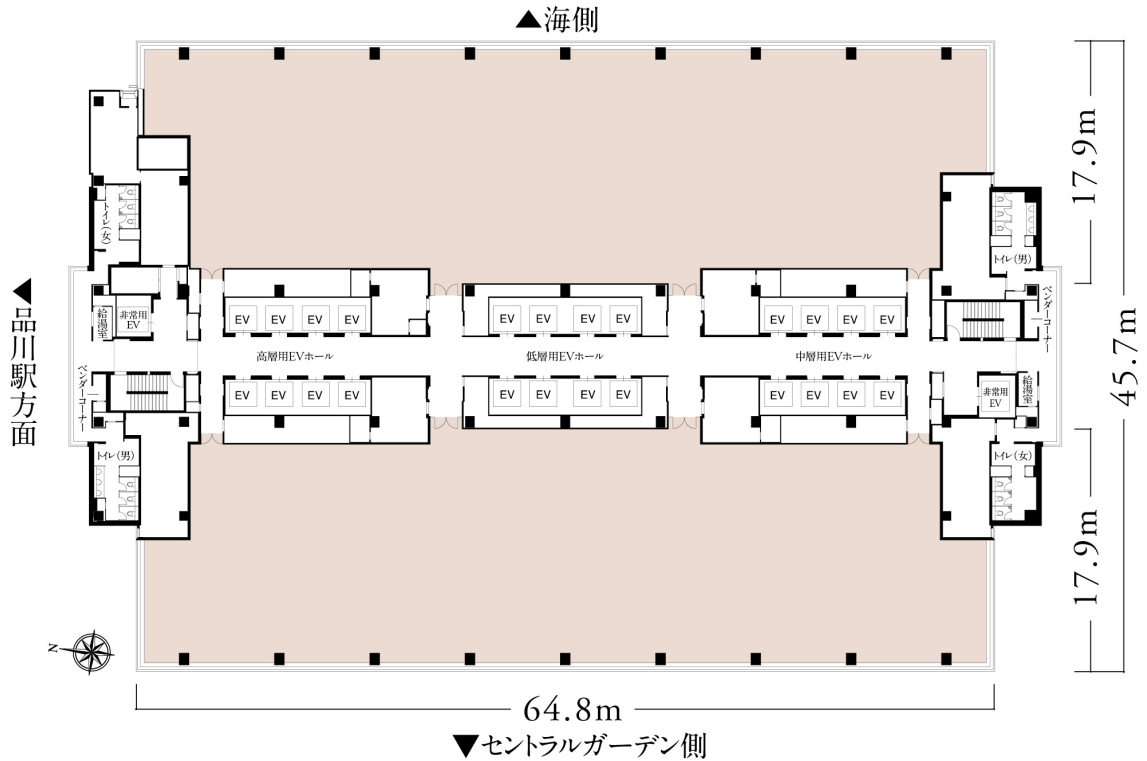 ▲海側
17.9m
トイレ(女)
トイレ(男)
▲品川駅方面
給湯室
非常用
EV
ベンダーコーナー
EV EV EV EV
EV EV EV EV
EV EV EV EV
高層用EVホール
低層用EVホール
中層用EVホール
45.7m
ベンダーコーナー
EV EV EV EV
EV EV EV EV
EV EV EV EV
非常用
EV
給湯室
トイレ(男)
トイレ(女)
17.9m
N
64.8m
▼セントラルガーデン側